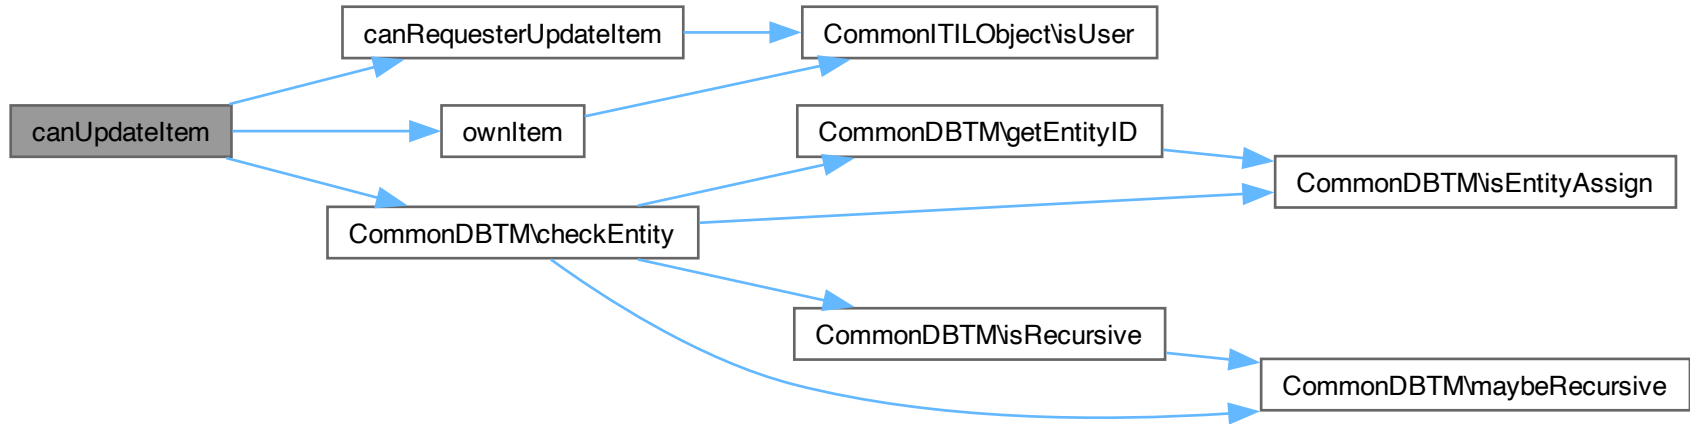 canUpdateItem
canRequesterUpdateItem
ownItem
CommonDBTM\checkEntity
CommonITILObject\isUser
CommonDBTM\getEntityID
CommonDBTM\isEntityAssign
CommonDBTM\isRecursive
CommonDBTM\maybeRecursive